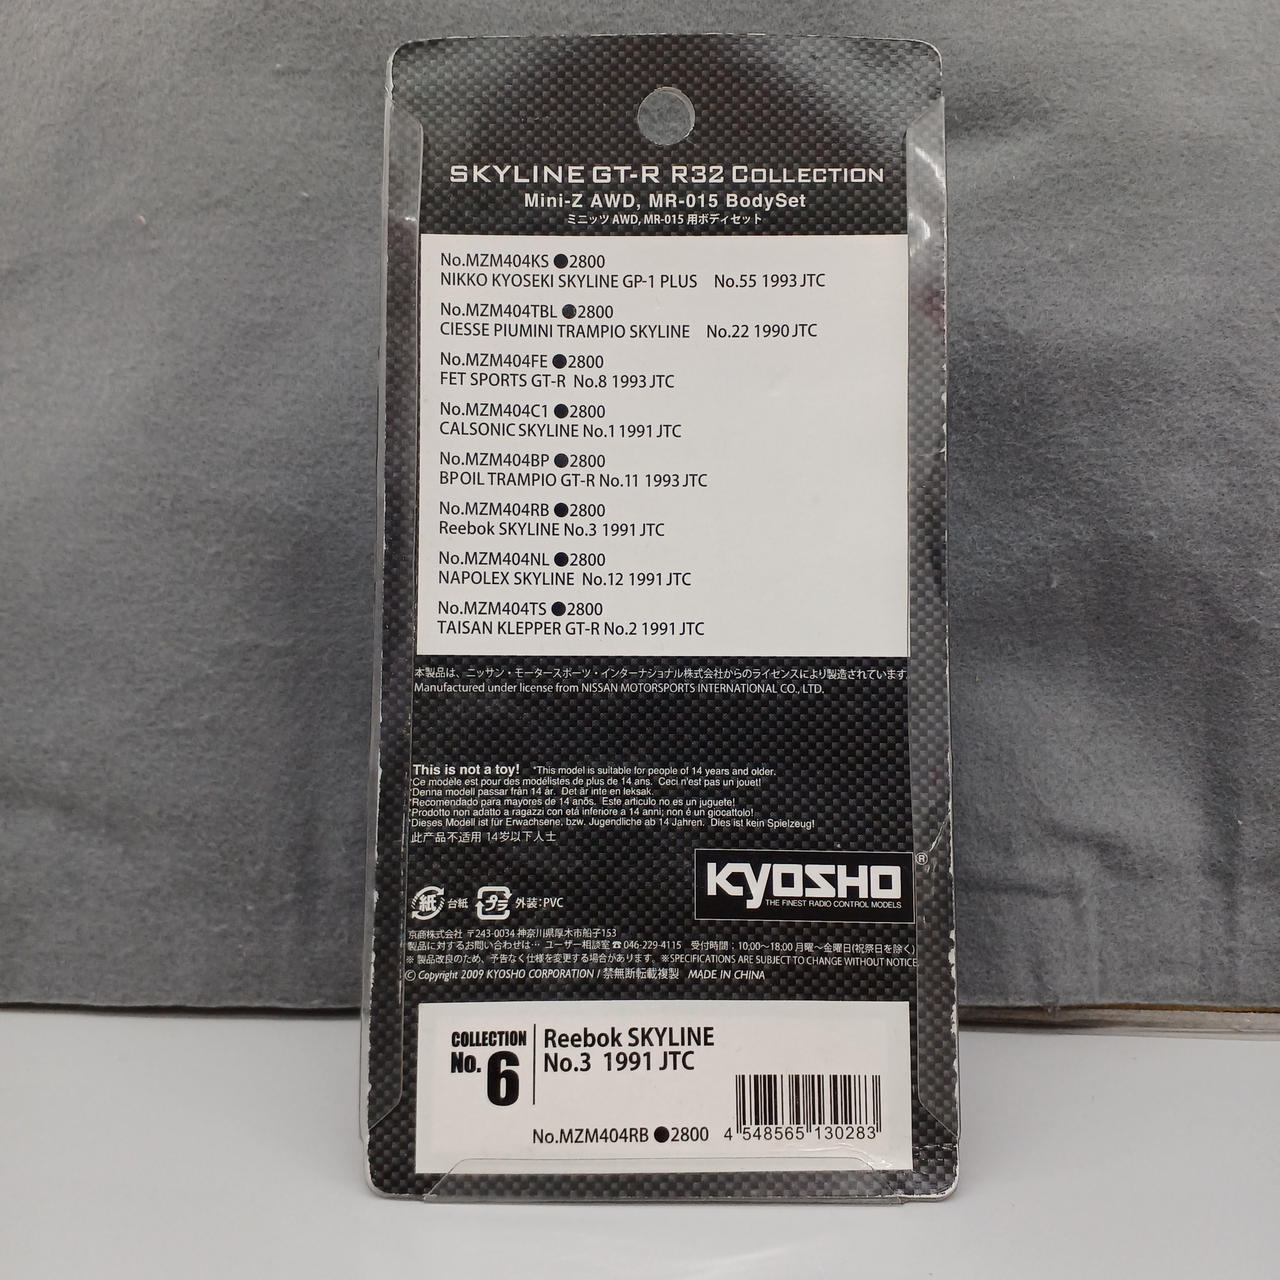 SKYLINE GT-R R32 COLLECTION
Mini-Z AWD, MR-015 BodySet
ミニッツ AWD, MR-015 用ボディセット
No.MZM404KS ●2800
NIKKO KYOSEKI SKYLINE GP-1 PLUS No.55 1993 JTC
No.MZM404TBL ●2800
CIESSE PIUMINI TRAMPIO SKYLINE No.22 1990 JTC
No.MZM404FE ●2800
FET SPORTS GT-R No.8 1993 JTC
No.MZM404C1 ●2800
CALSONIC SKYLINE No.1 1991 JTC
No.MZM404BP ●2800
BPOIL TRAMPIO GT-R No.11 1993 JTC
No.MZM404RB ●2800
Reebok SKYLINE No.3 1991 JTC
No.MZM404NL ●2800
NAPOLEX SKYLINE No.12 1991 JTC
No.MZM404TS ●2800
TAISAN KLEPPER GT-R No.2 1991 JTC
本製品は、ニッサン・モータースポーツ・インターナショナル株式会社からのライセンスにより製造されています。
Manufactured under license from NISSAN MOTORSPORTS INTERNATIONAL CO., LTD.
This is not a toy! *This model is suitable for people of 14 years and older.
*Ce modèle est pour des modélistes de plus de 14 ans. Ceci n'est pas un jouet!
*Denna modell passar från 14 år. Det är inte en leksak.
*Recomendado para mayores de 14 anõs. Este articulo no es un juguete!
*Prodotto non adatto a ragazzi con etá inferiore a 14 anni; non é un giocattolo!
*Dieses Modell ist für Erwachsene, bzw. Jugendliche ab 14 Jahren. Dies ist kein Spielzeug!
此产品不适用 14岁以下人士
KYOSHO ®
THE FINEST RADIO CONTROL MODELS
紙 台紙 プラ 外装:PVC
京商株式会社 〒243-0034 神奈川県厚木市船子153
製品に対するお問い合わせは… ユーザー相談室 ☎ 046-229-4115 受付時間:10:00~18:00 月曜~金曜日(祝祭日を除く)
※ 製品改良のため、予告なく仕様を変更する場合があります。 ※SPECIFICATIONS ARE SUBJECT TO CHANGE WITHOUT NOTICE.
© Copyright 2009 KYOSHO CORPORATION / 禁無断転載複製 MADE IN CHINA
COLLECTION No. 6
Reebok SKYLINE
No.3 1991 JTC
No.MZM404RB ●2800
4 548565 130283